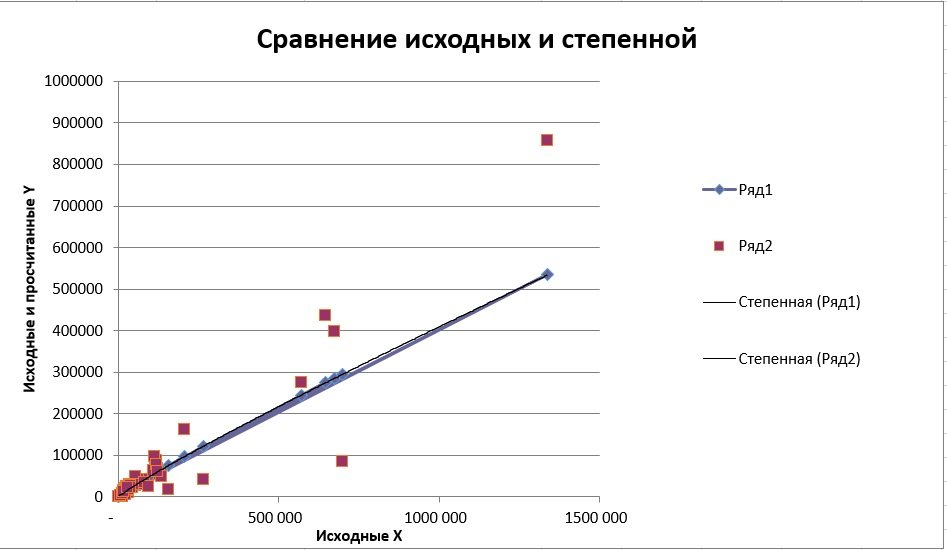 Сравнение исходных и степенной
Исходные и просчитанные Y
1000000
900000
800000
700000
600000
500000
400000
300000
200000
100000
0
-
500 000
1000 000
1500 000
Исходные X
Ряд1
Ряд2
Степенная (Ряд1)
Степенная (Ряд2)